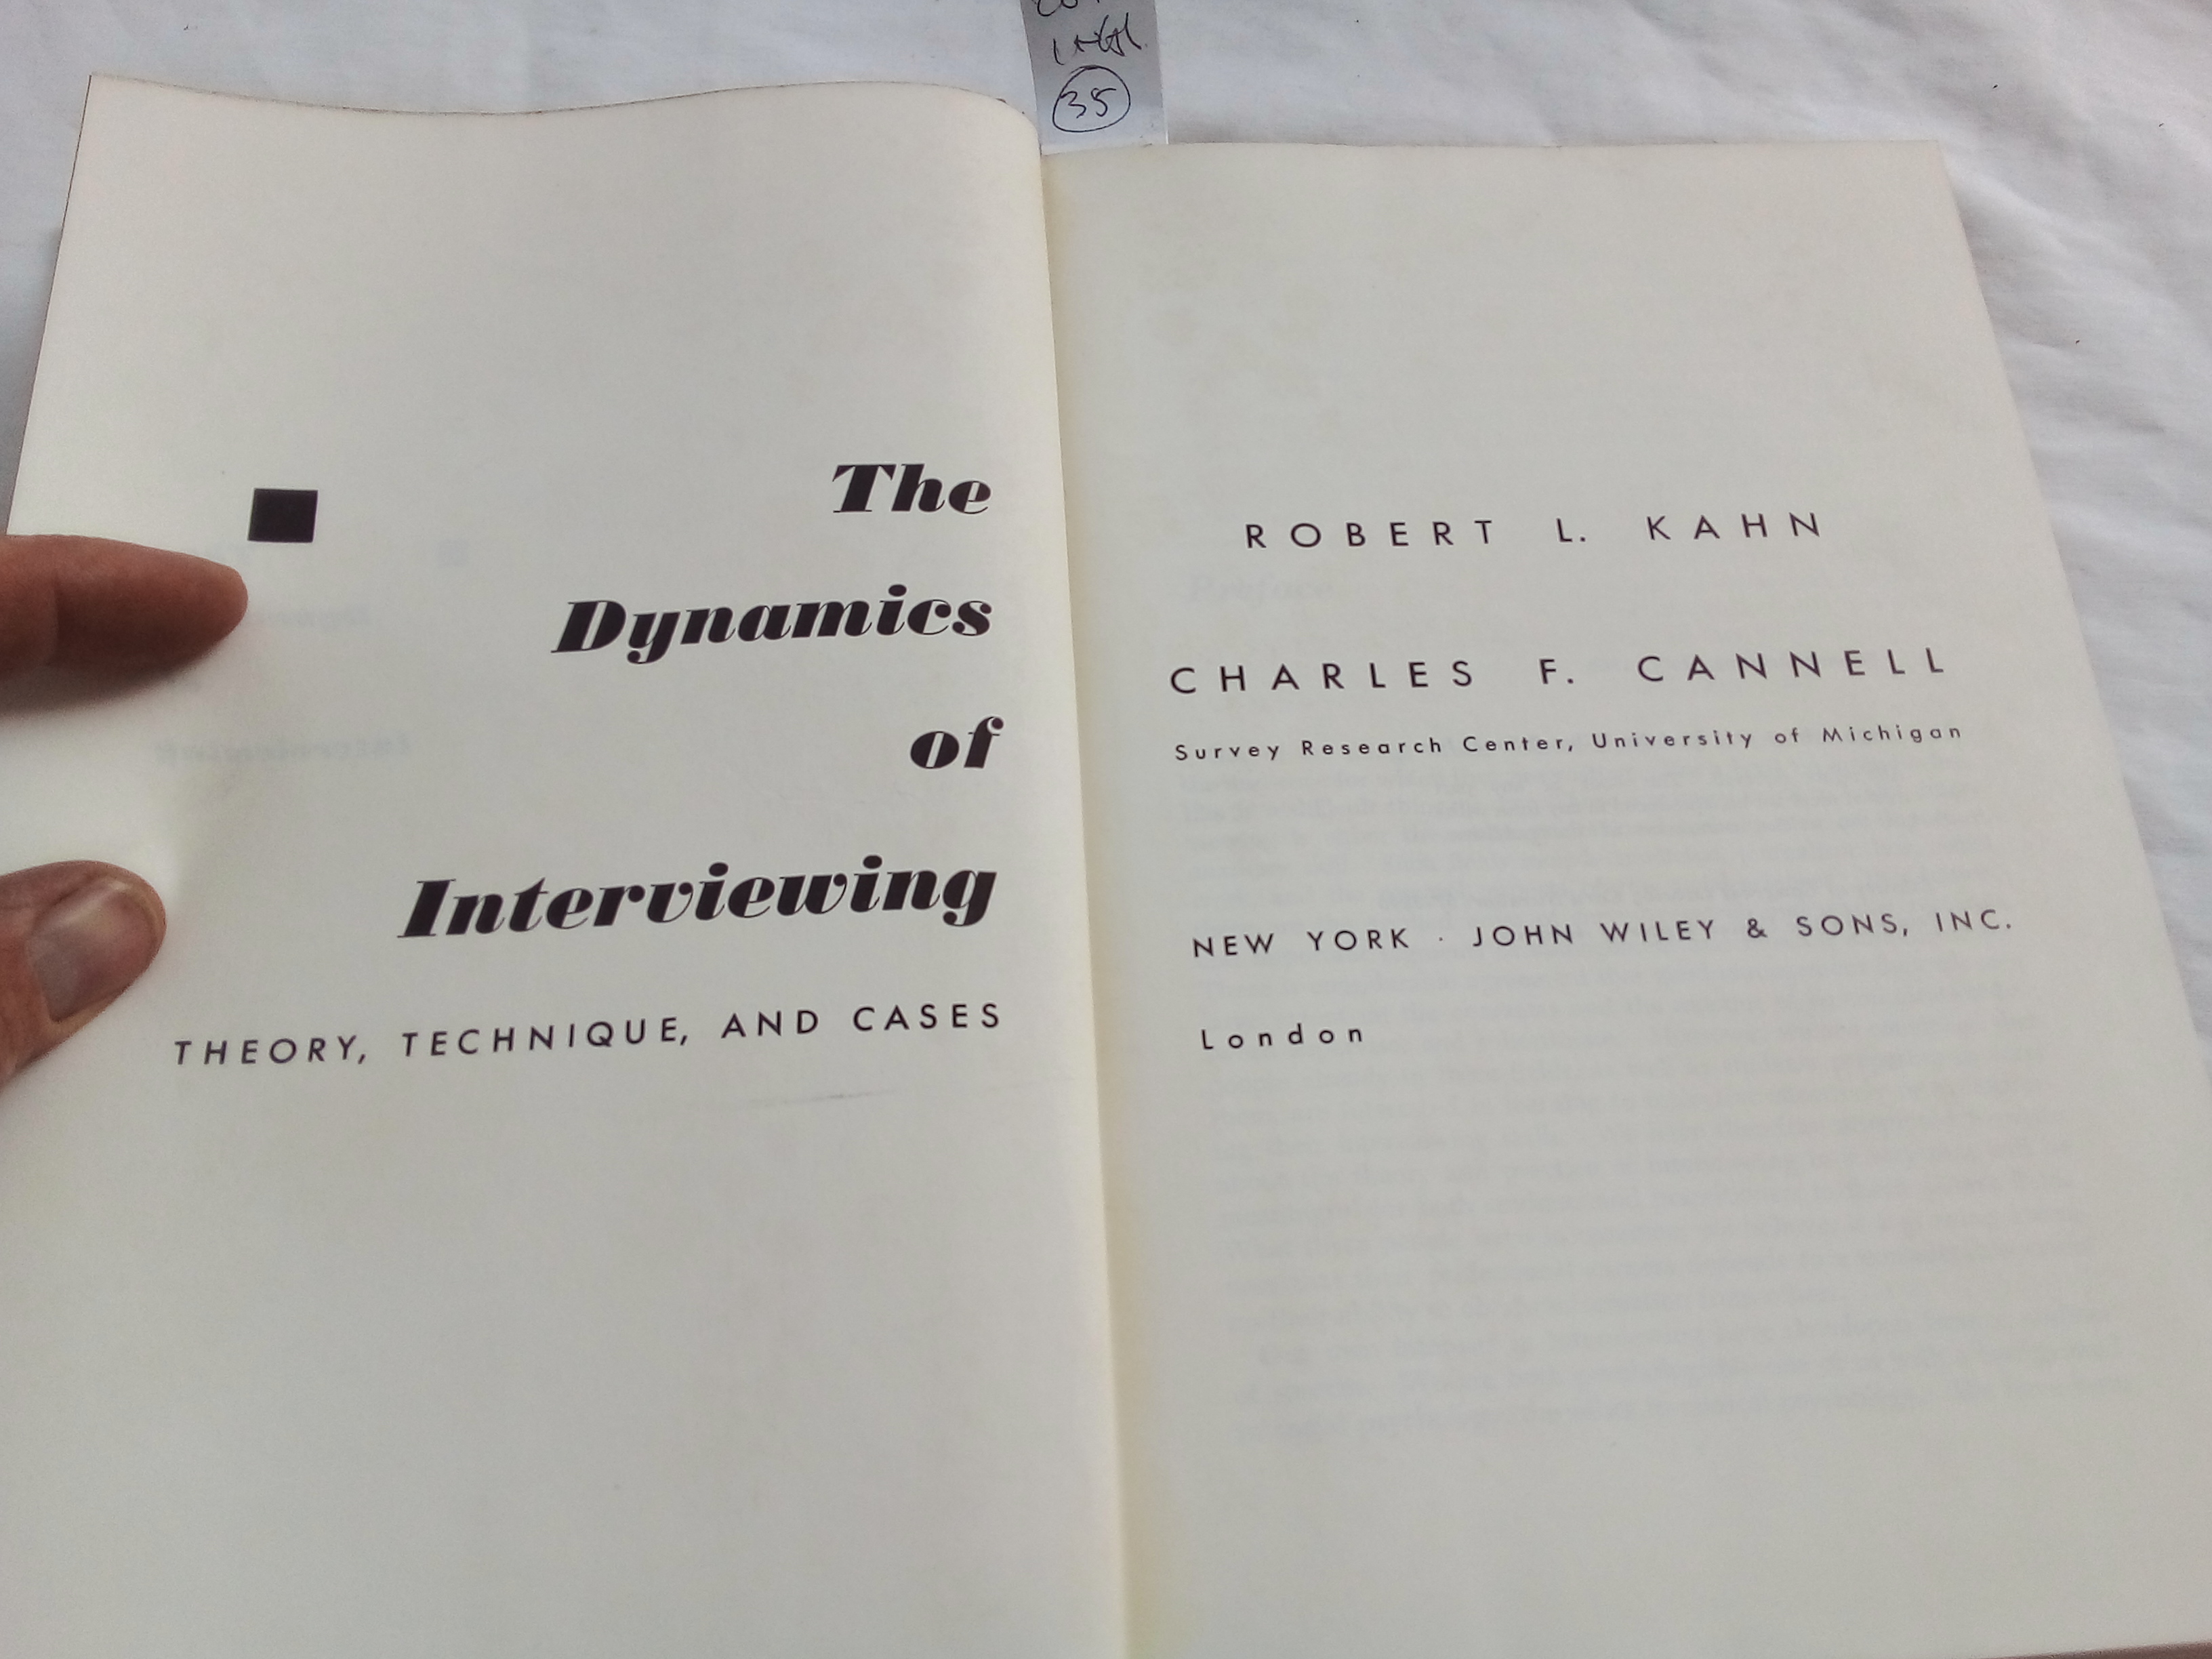 35
The
Dynamics
of
Interviewing
THEORY, TECHNIQUE, AND CASES
ROBERT L. KAHN
CHARLES F. CANNELL
Survey Research Center, University of Michigan
NEW YORK · JOHN WILEY & SONS, INC.
London